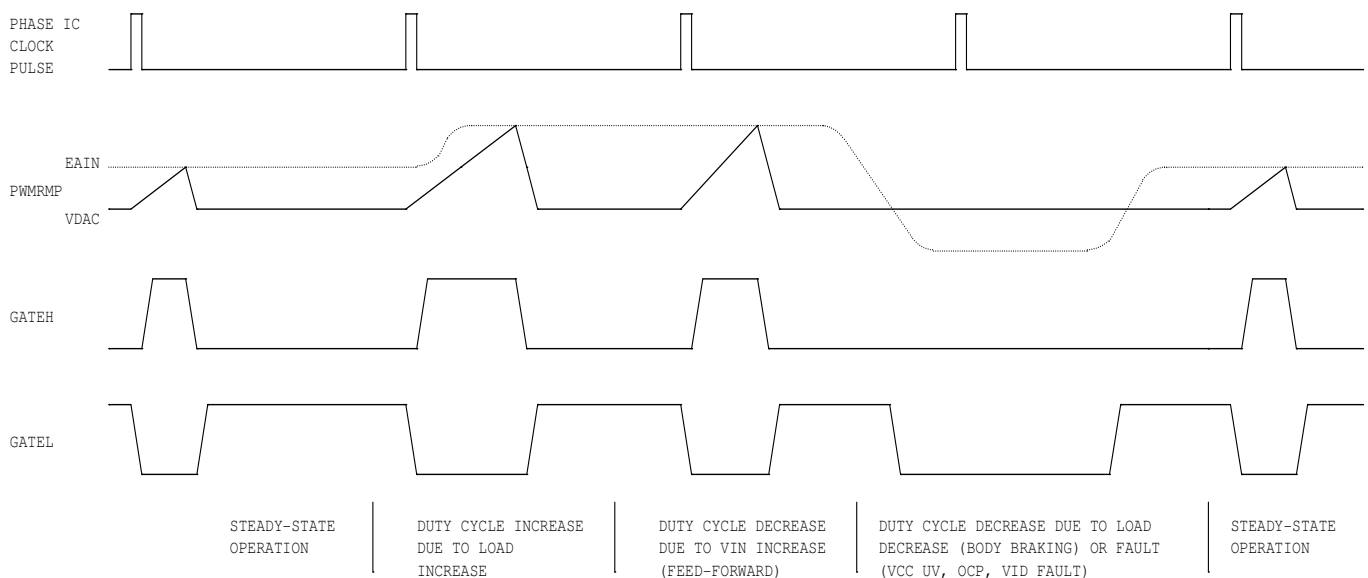 PHASE IC
CLOCK
PULSE
EAIN
PWMRMP
VDAC
GATEH
GATEL
STEADY-STATE
OPERATION
DUTY CYCLE INCREASE
DUE TO LOAD
INCREASE
DUTY CYCLE DECREASE
DUE TO VIN INCREASE
(FEED-FORWARD)
DUTY CYCLE DECREASE DUE TO LOAD
DECREASE (BODY BRAKING) OR FAULT
(VCC UV, OCP, VID FAULT)
STEADY-STATE
OPERATION